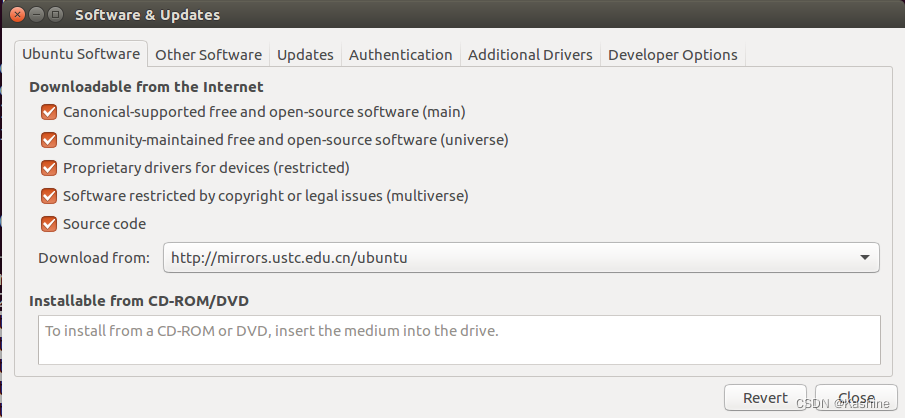 Software & Updates
Ubuntu Software Other Software Updates Authentication Additional Drivers Developer Options
Downloadable from the Internet
Canonical-supported free and open-source software (main)
Community-maintained free and open-source software (universe)
Proprietary drivers for devices (restricted)
Software restricted by copyright or legal issues (multiverse)
Source code
Download from: http://mirrors.ustc.edu.cn/ubuntu
Installable from CD-ROM/DVD
To install from a CD-ROM or DVD, insert the medium into the drive.
Revert Close
CSDN @Kashine